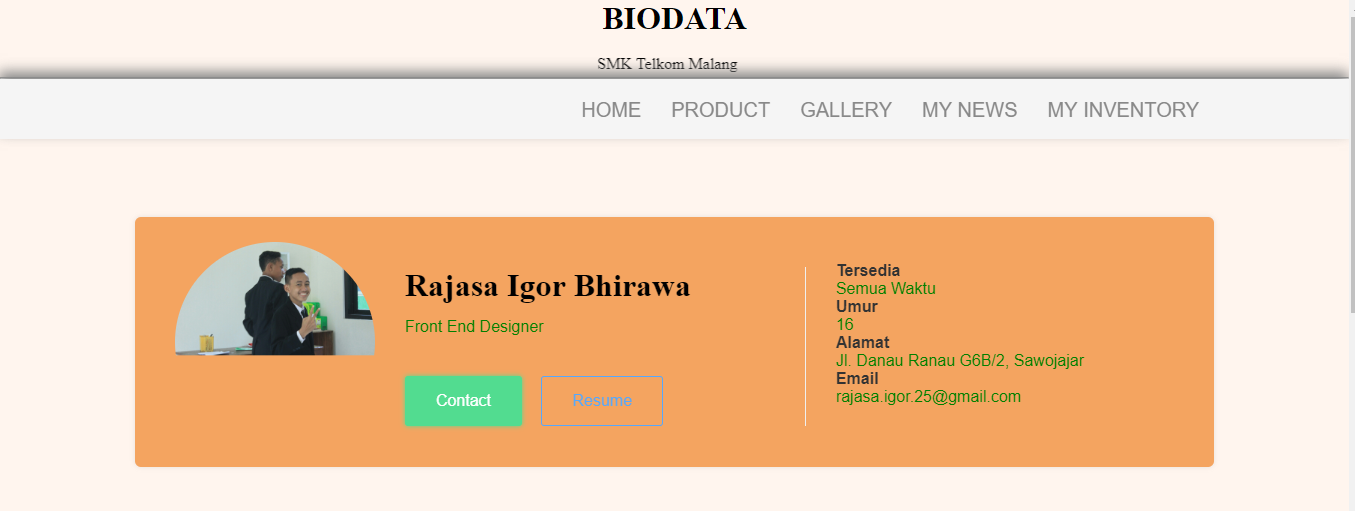 BIODATA
SMK Telkom Malang
HOME PRODUCT GALLERY MY NEWS MY INVENTORY
Rajasa Igor Bhirawa
Front End Designer
Contact Resume
Tersedia
Semua Waktu
Umur
16
Alamat
Jl. Danau Ranau G6B/2, Sawojajar
Email
rajasa.igor.25@gmail.com